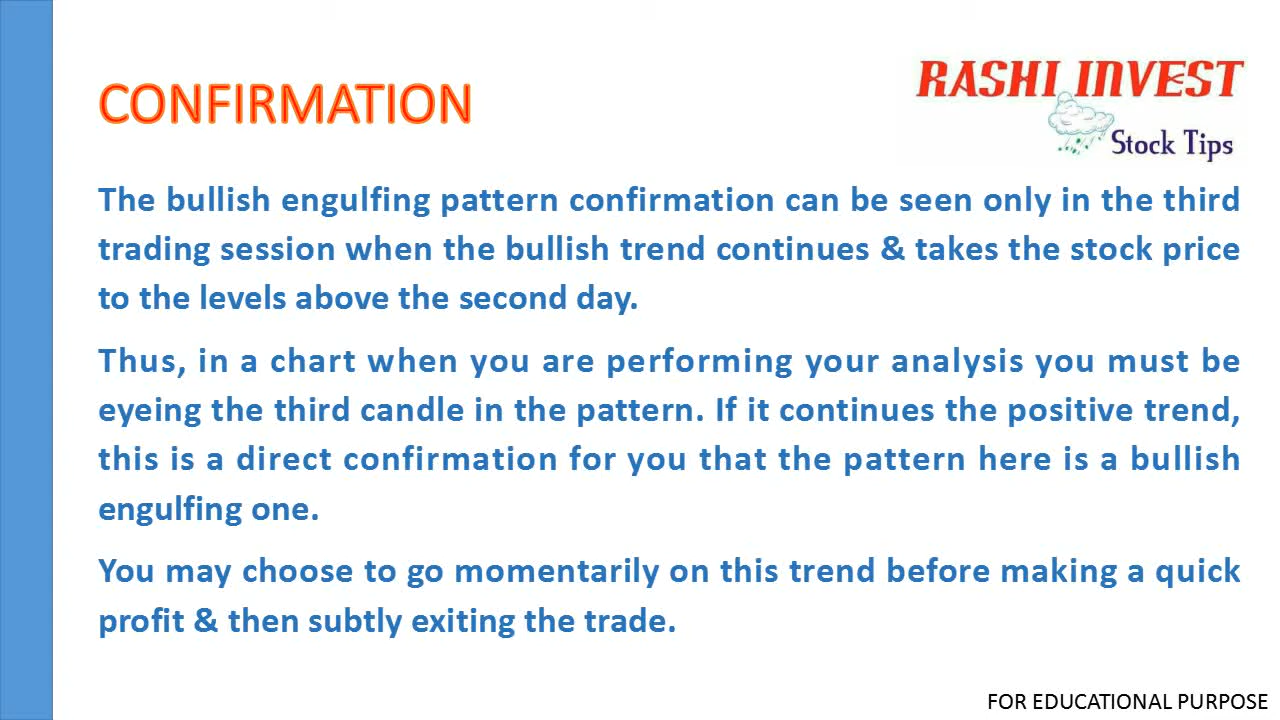 CONFIRMATION
RASHI INVEST
Stock Tips
The bullish engulfing pattern confirmation can be seen only in the third
trading session when the bullish trend continues & takes the stock price
to the levels above the second day.
Thus, in a chart when you are performing your analysis you must be
eyeing the third candle in the pattern. If it continues the positive trend,
this is a direct confirmation for you that the pattern here is a bullish
engulfing one.
You may choose to go momentarily on this trend before making a quick
profit & then subtly exiting the trade.
FOR EDUCATIONAL PURPOSE